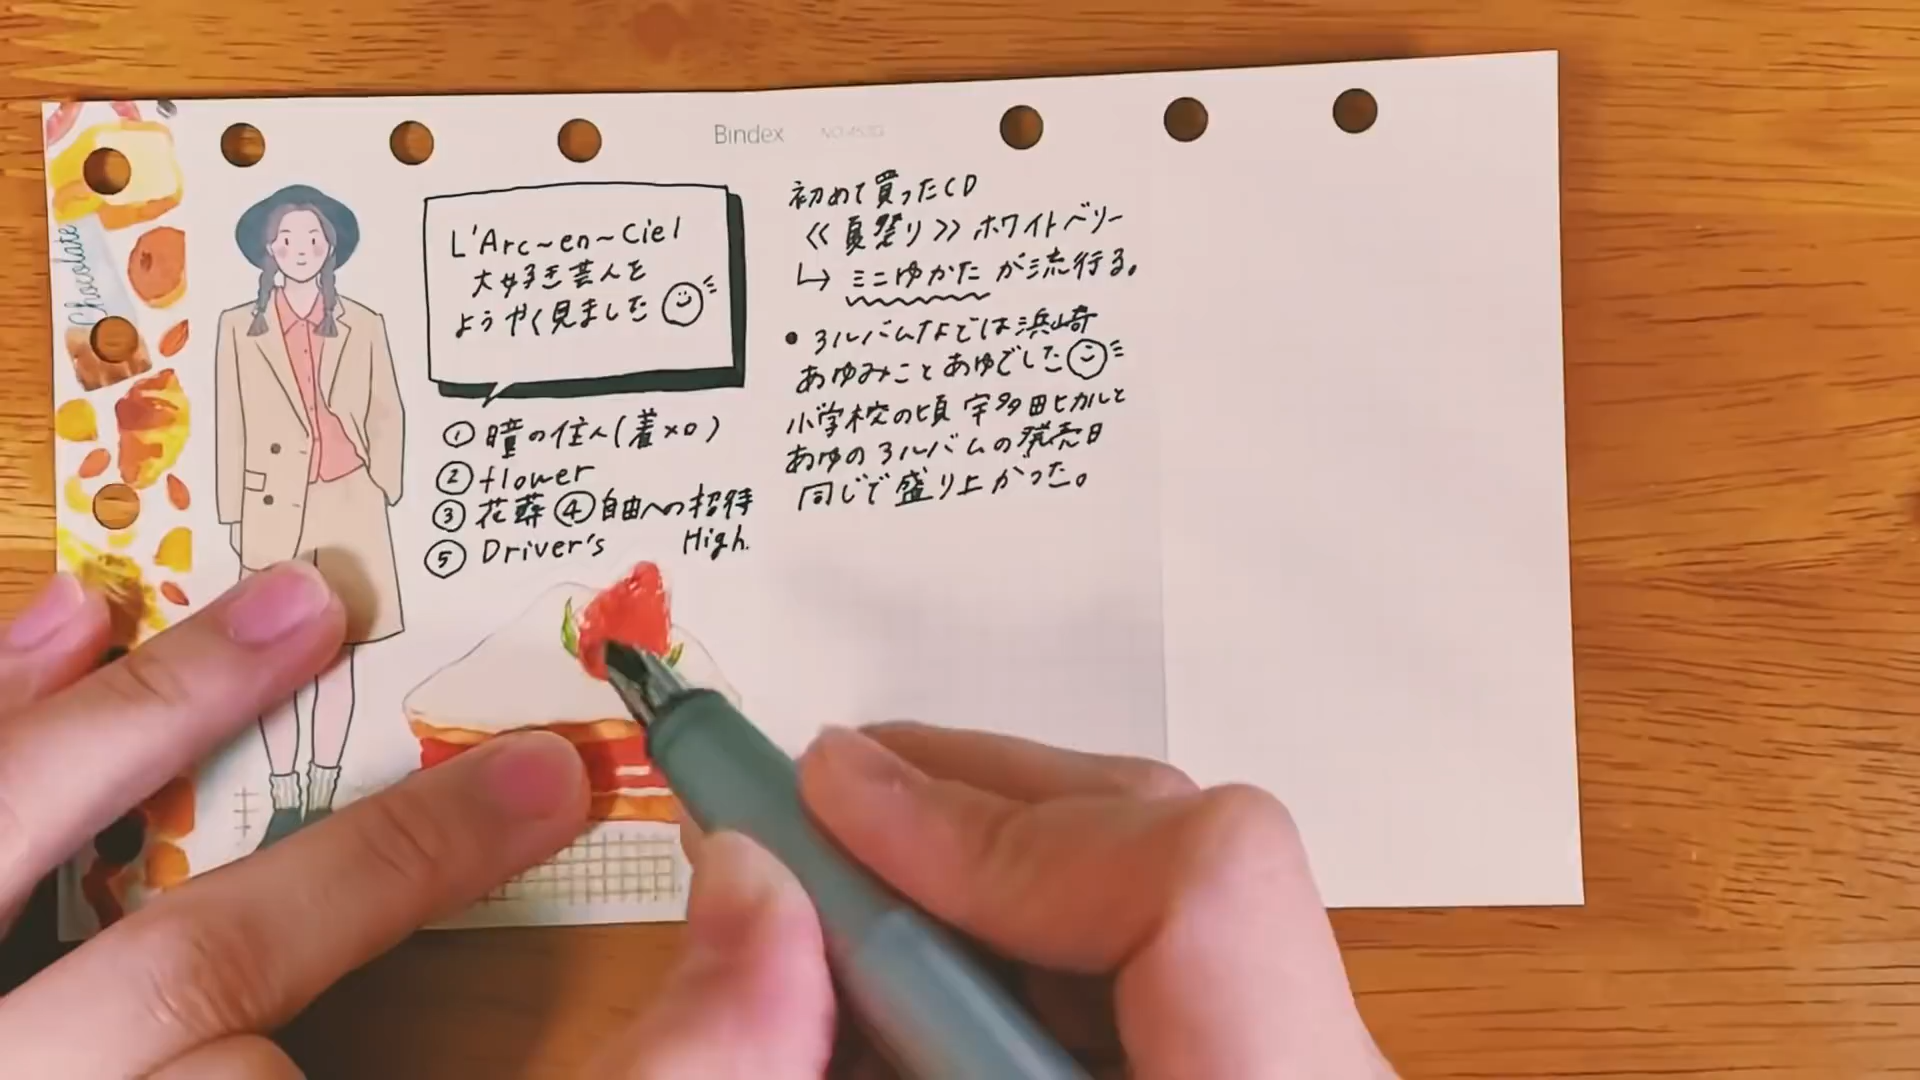 Bindex
Chocolate
L'Arc~en~Ciel
大好き芸人を
ようやく見ました
① 瞳の住人(着×0)
② flower
③ 花葬 ④自由への招待
⑤ Driver's High.
初めて買ったCD
《夏祭り》ホワイトベリー
↳ ミニゆかた が流行る。
• アルバムなどでは浜崎
あゆみことあゆでした
小学校の頃 宇多田ヒカルと
あゆのアルバムの発売日
同じで盛り上がった。